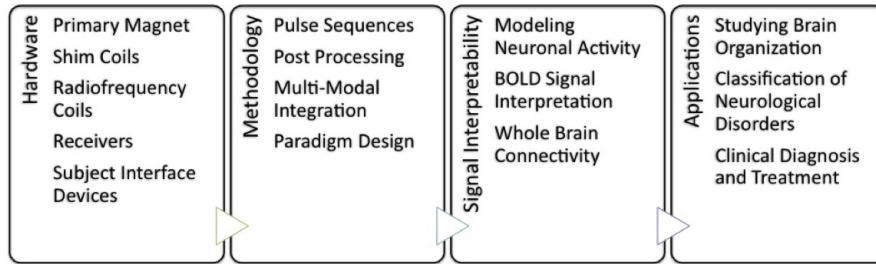 Hardware
Primary Magnet
Shim Coils
Radiofrequency
Coils
Receivers
Subject Interface
Devices
Methodology
Pulse Sequences
Post Processing
Multi-Modal
Integration
Paradigm Design
Signal Interpretability
Modeling
Neuronal Activity
BOLD Signal
Interpretation
Whole Brain
Connectivity
Applications
Studying Brain
Organization
Classification of
Neurological
Disorders
Clinical Diagnosis
and Treatment